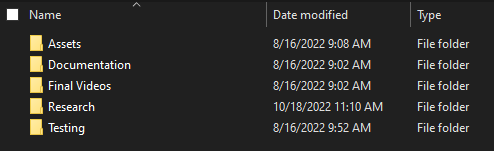 Name Date modified Type
Assets 8/16/2022 9:08 AM File folder
Documentation 8/16/2022 9:02 AM File folder
Final Videos 8/16/2022 9:02 AM File folder
Research 10/18/2022 11:10 AM File folder
Testing 8/16/2022 9:52 AM File folder